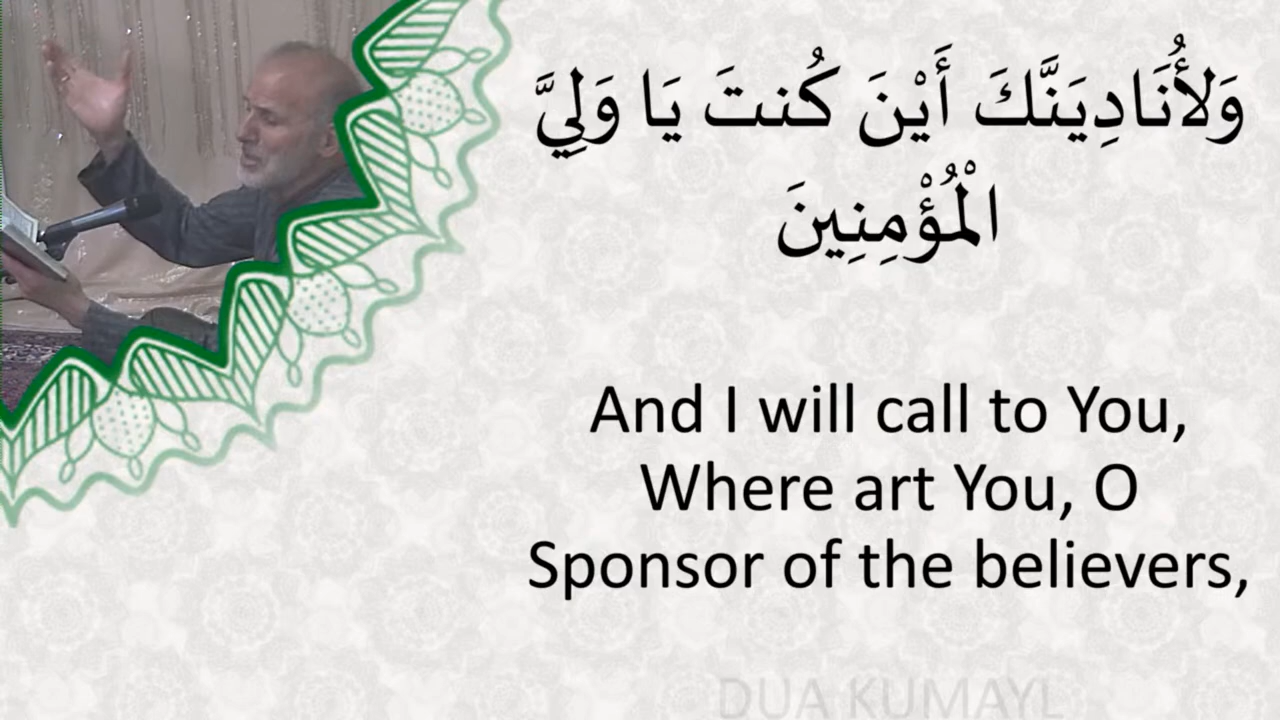 وَلأُنَادِيَنَّكَ أَيْنَ كُنتَ يَا وَلِيَّ
الْمُؤْمِنِينَ
And I will call to You,
Where art You, O
Sponsor of the believers,
DUA KUMAYL